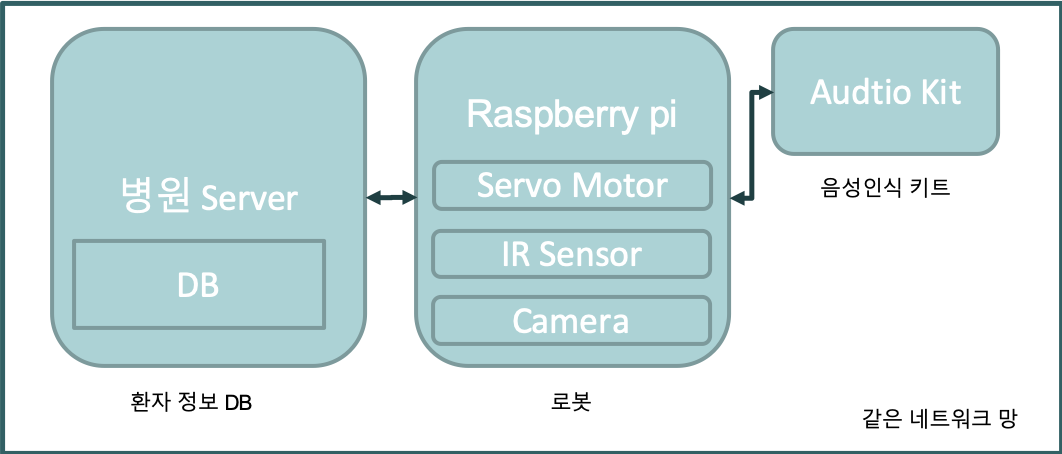 병원 Server
DB
환자 정보 DB
Raspberry pi
Servo Motor
IR Sensor
Camera
로봇
Audtio Kit
음성인식 키트
같은 네트워크 망